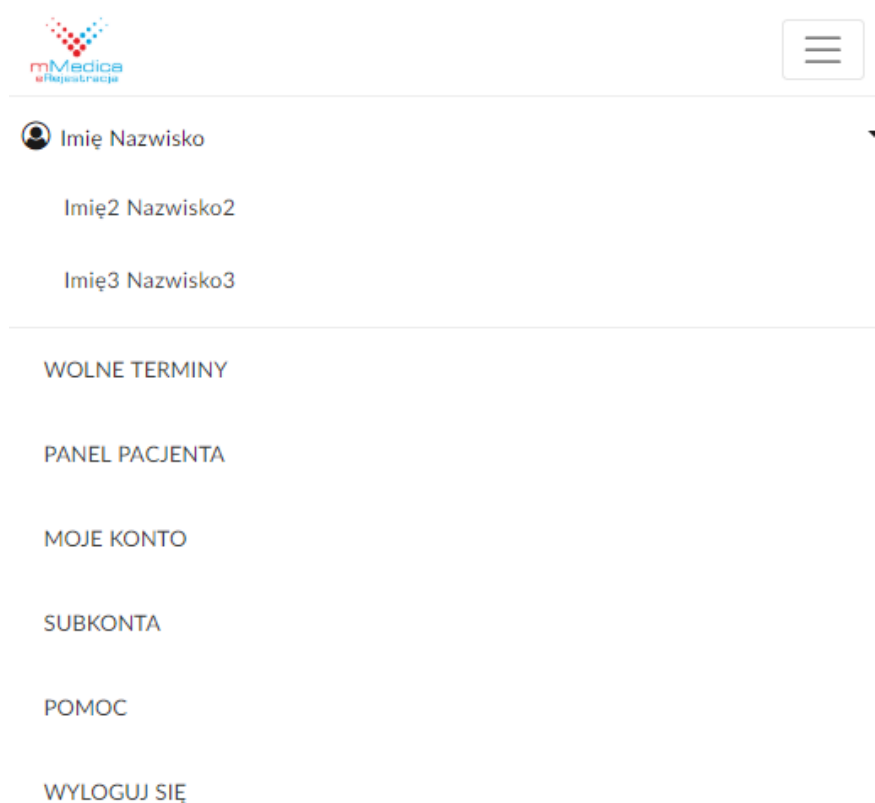 mMedica
eRejestracja
Imię Nazwisko
Imię2 Nazwisko2
Imię3 Nazwisko3
WOLNE TERMINY
PANEL PACJENTA
MOJE KONTO
SUBKONTA
POMOC
WYLOGUJ SIĘ